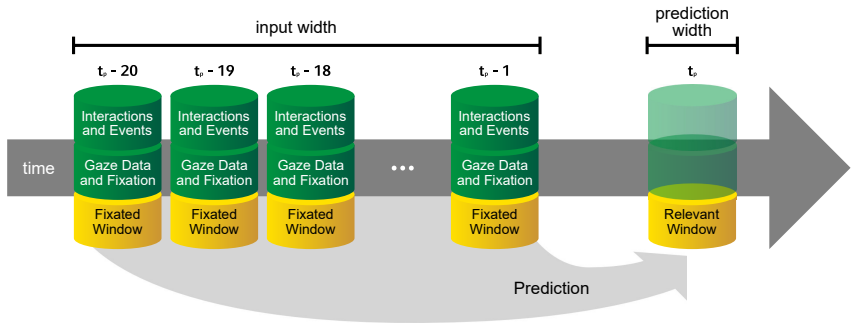 input width
prediction
width
tₚ - 20
tₚ - 19
tₚ - 18
tₚ - 1
tₚ
Interactions
and Events
Interactions
and Events
Interactions
and Events
Interactions
and Events
time
Gaze Data
and Fixation
Gaze Data
and Fixation
Gaze Data
and Fixation
...
Gaze Data
and Fixation
Fixated
Window
Fixated
Window
Fixated
Window
Fixated
Window
Relevant
Window
Prediction